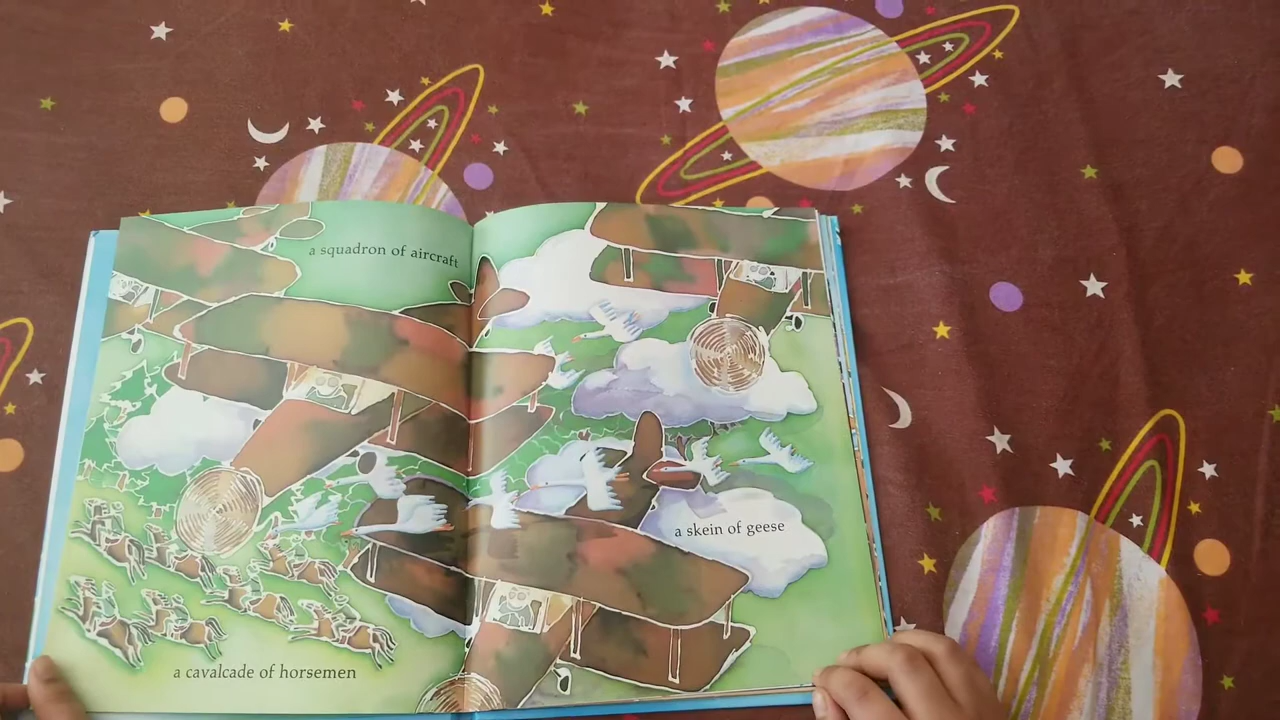 a squadron of aircraft
a skein of geese
a cavalcade of horsemen